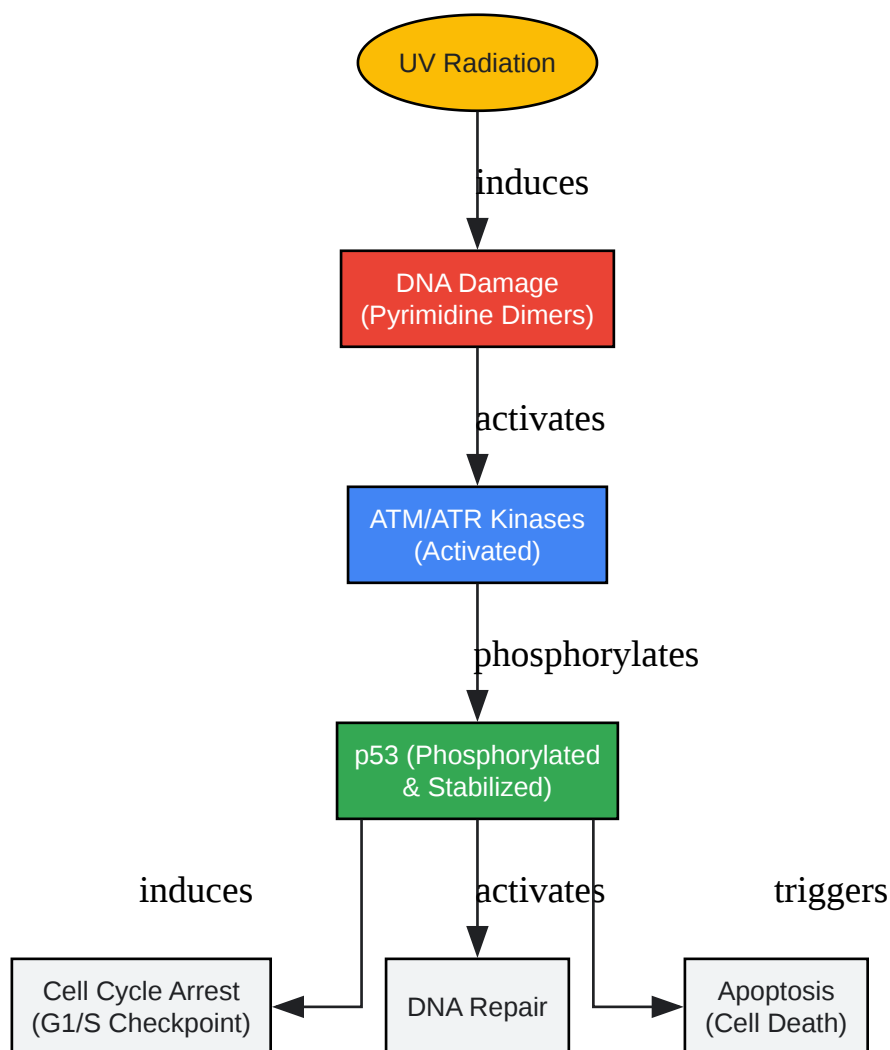 UV Radiation
induces
DNA Damage
(Pyrimidine Dimers)
activates
ATM/ATR Kinases
(Activated)
phosphorylates
p53 (Phosphorylated
& Stabilized)
induces
activates
triggers
Cell Cycle Arrest
(G1/S Checkpoint)
DNA Repair
Apoptosis
(Cell Death)